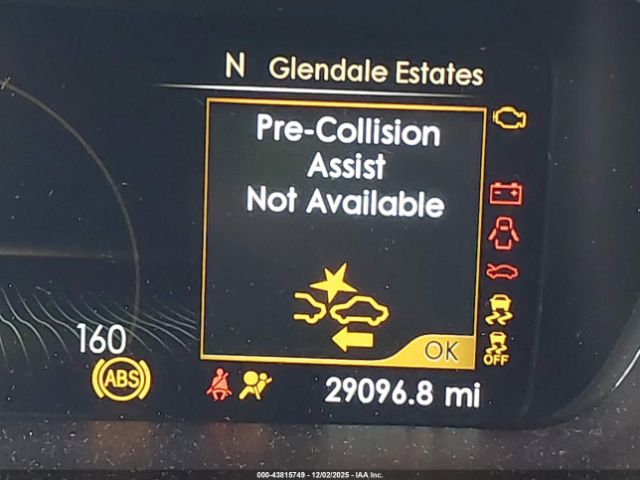 N Glendale Estates
Pre-Collision
Assist
Not Available
OK
OFF
160
ABS
29096.8 mi
000-43815749 · 12/02/2025 · IAA Inc.